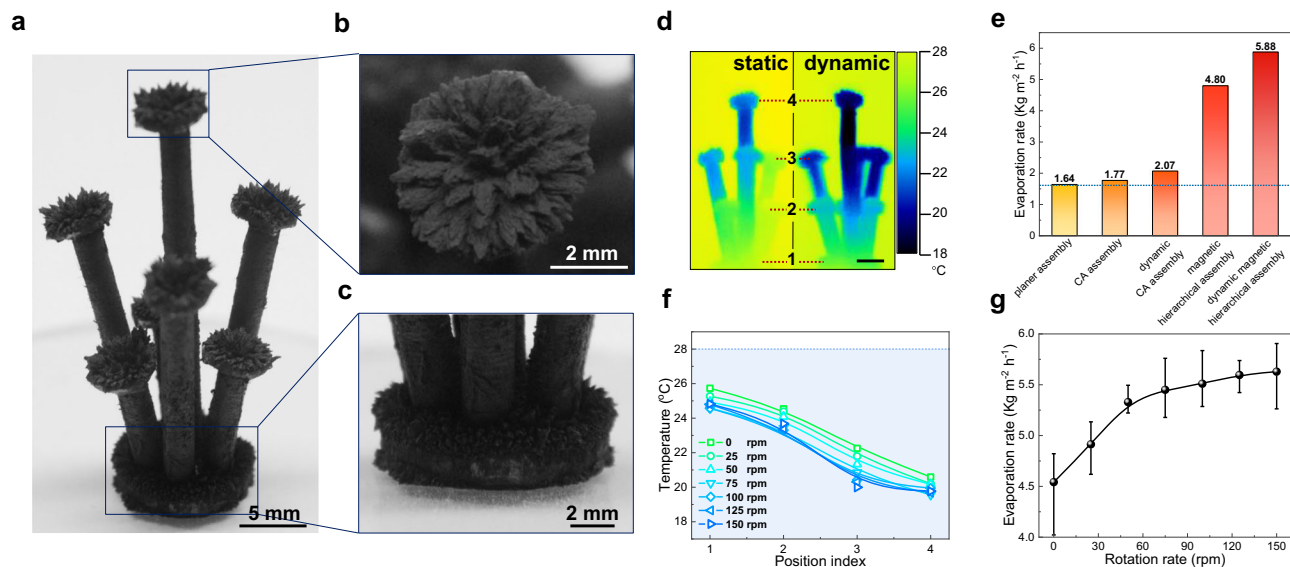 a
5 mm
b
2 mm
c
2 mm
d
static dynamic
4
3
2
1
28
26
24
22
20
18
°C
e
Evaporation rate (Kg m⁻² h⁻¹)
6
5
4
3
2
1
0
1.64
1.77
2.07
4.80
5.88
planer assembly
CA assembly
dynamic
CA assembly
magnetic
hierarchical assembly
dynamic magnetic
hierarchical assembly
f
Temperature (°C)
28
26
24
22
20
18
0 rpm
25 rpm
50 rpm
75 rpm
100 rpm
125 rpm
150 rpm
1 2 3 4
Position index
g
Evaporation rate (Kg m⁻² h⁻¹)
6.0
5.5
5.0
4.5
4.0
0 30 60 90 120 150
Rotation rate (rpm)